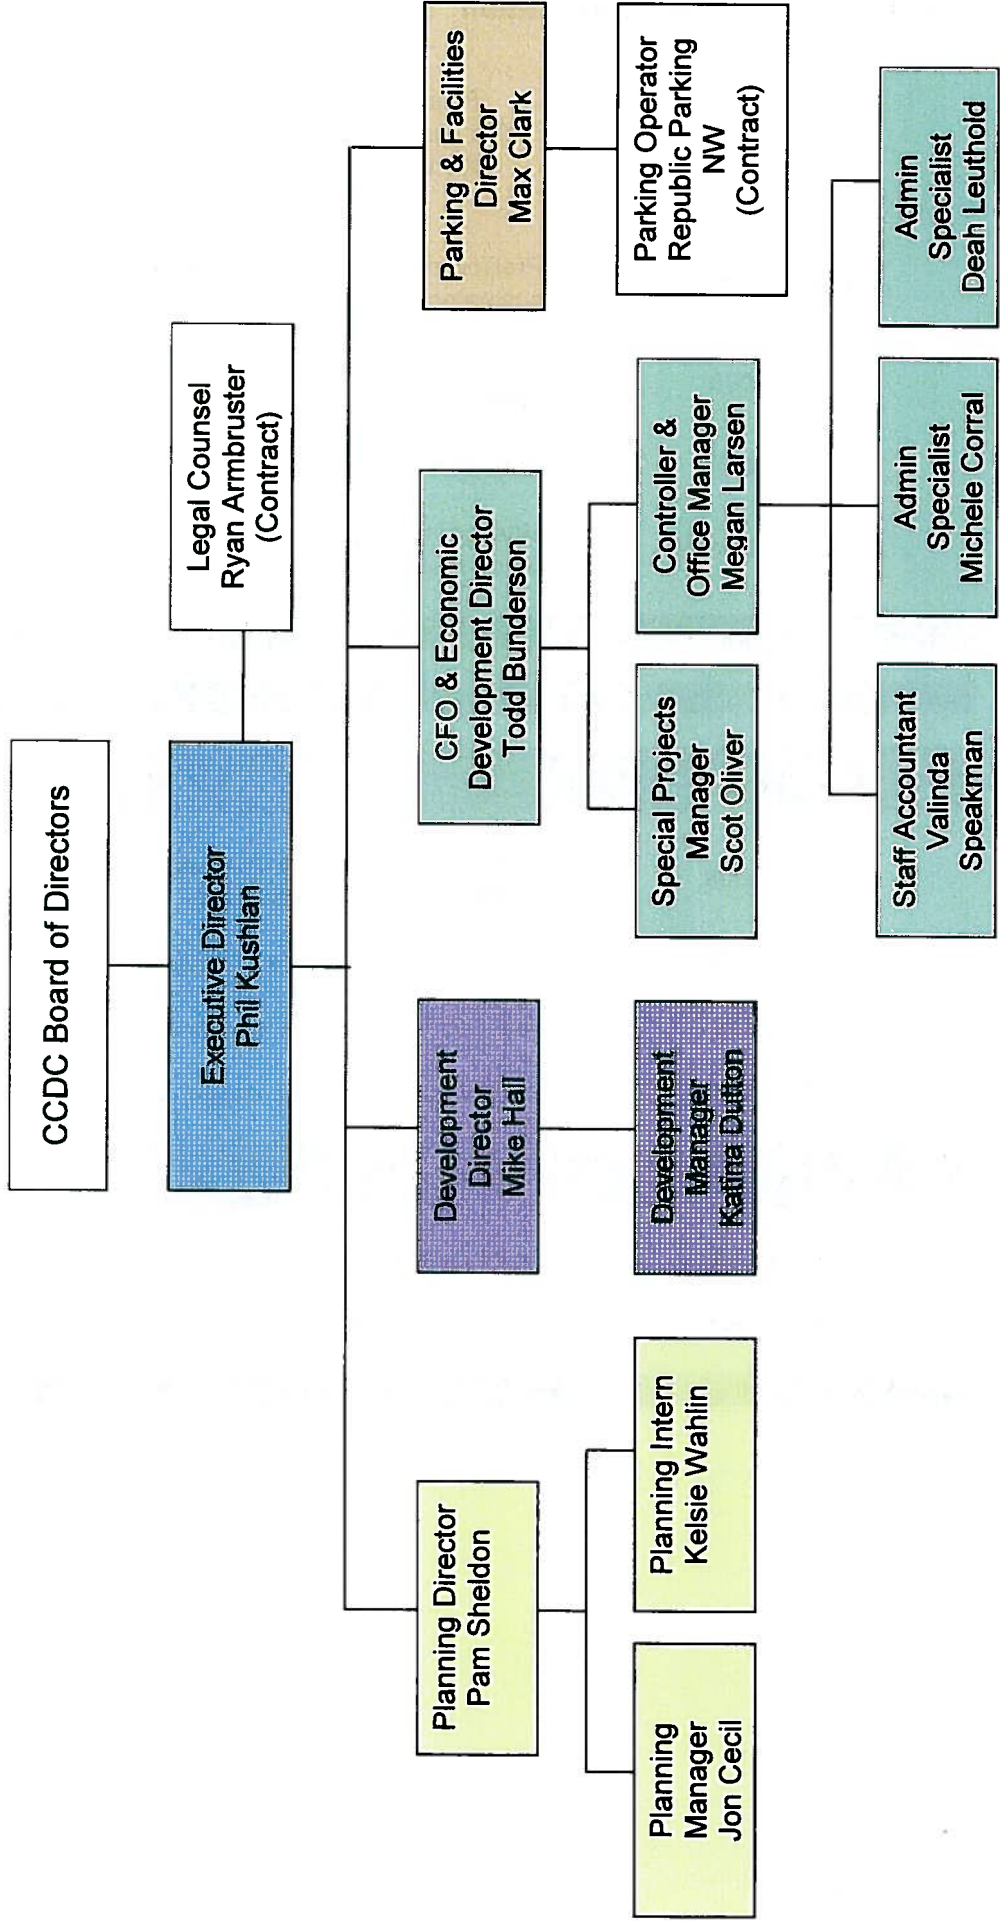 CCDC Board of Directors
Executive Director
Phil Kushlan
Legal Counsel
Ryan Armbruster
(Contract)
Planning Director
Pam Sheldon
Development
Director
Mike Hall
CFO & Economic
Development Director
Todd Bunderson
Parking & Facilities
Director
Max Clark
Planning
Manager
Jon Cecil
Planning Intern
Kelsie Wahlin
Development
Manager
Katina Dutton
Special Projects
Manager
Scot Oliver
Controller &
Office Manager
Megan Larsen
Parking Operator
Republic Parking
NW
(Contract)
Staff Accountant
Valinda
Speakman
Admin
Specialist
Michele Corral
Admin
Specialist
Deah Leuthold